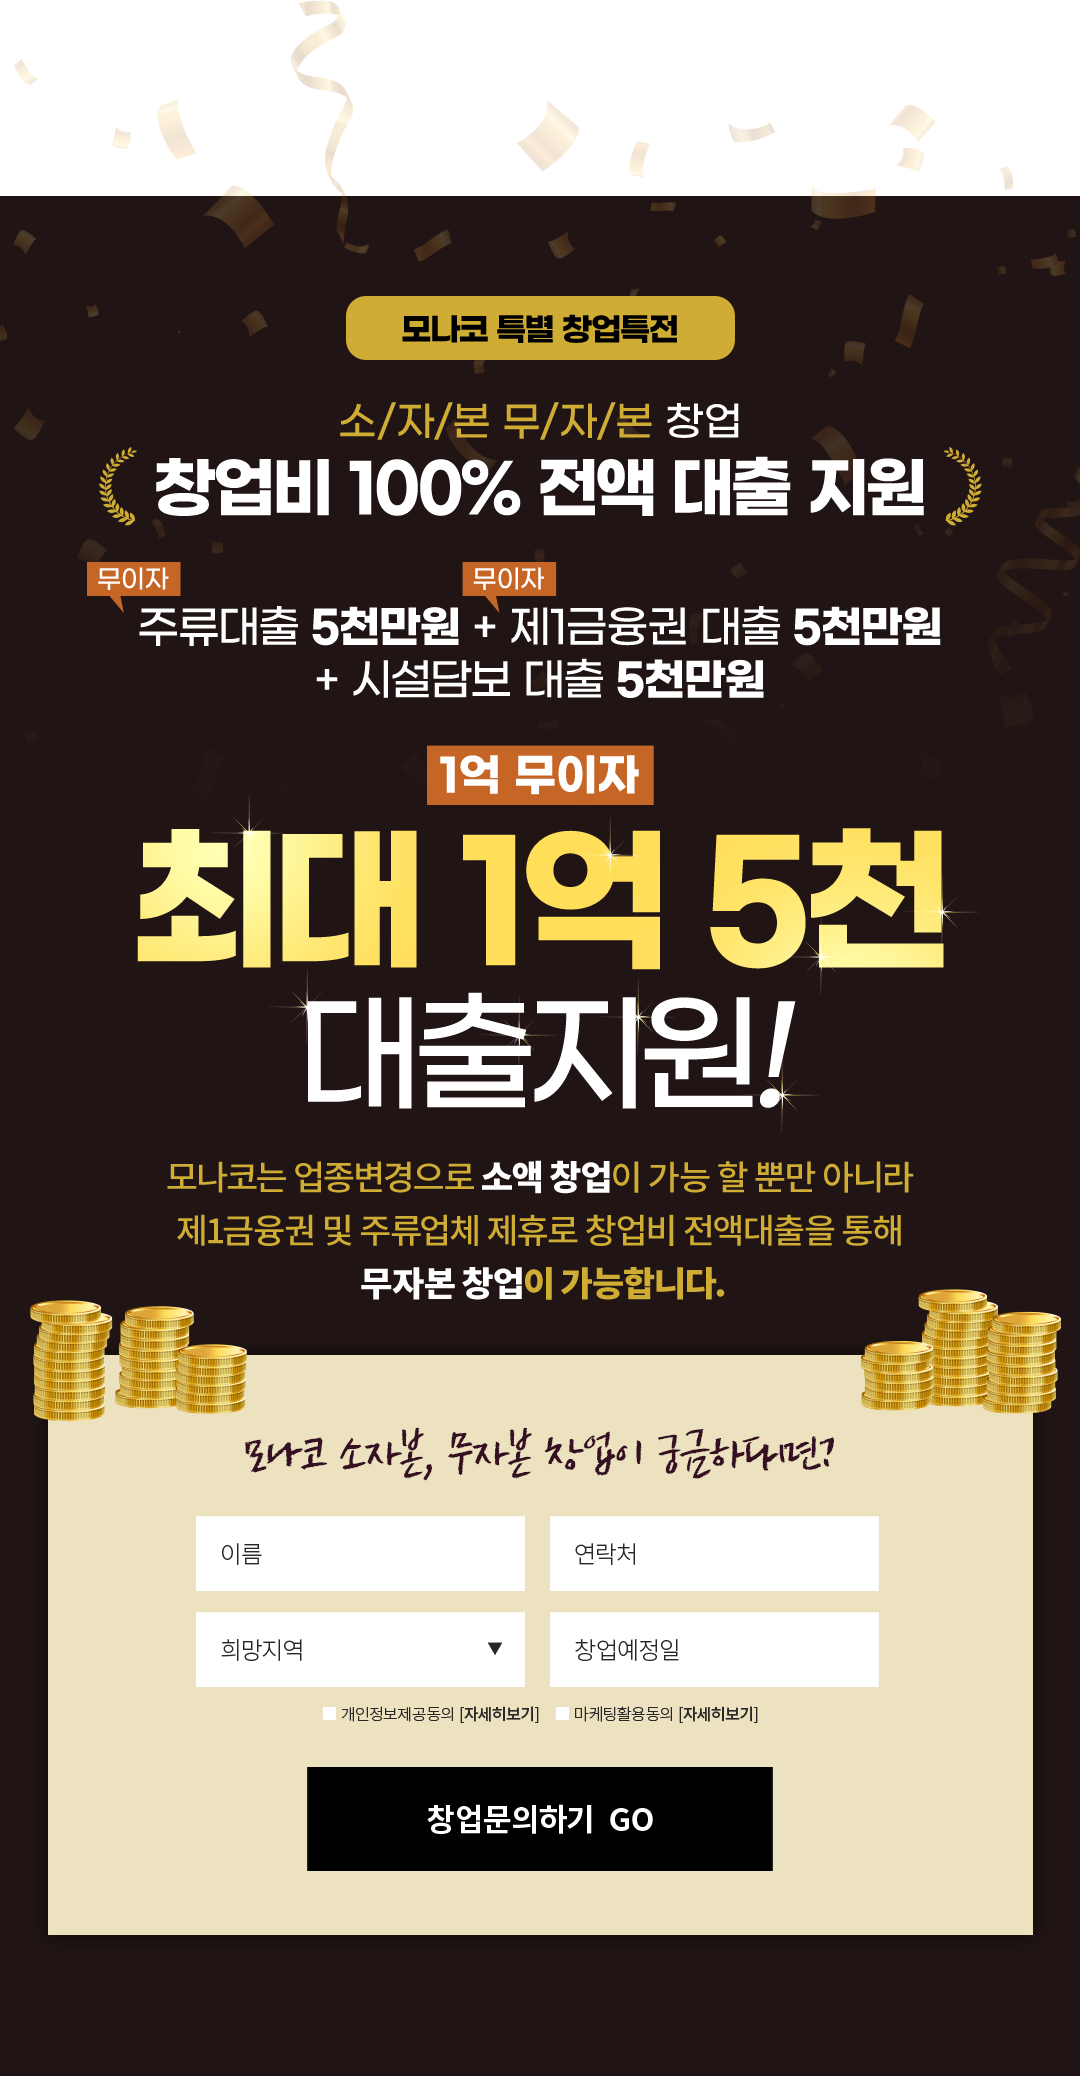 모나코 특별 창업특전
소/자/본 무/자/본 창업
창업비 100% 전액 대출 지원
무이자 무이자
주류대출 5천만원 + 제1금융권 대출 5천만원
+ 시설담보 대출 5천만원
1억 무이자
최대 1억 5천
대출지원!
모나코는 업종변경으로 소액 창업이 가능 할 뿐만 아니라
제1금융권 및 주류업체 제휴로 창업비 전액대출을 통해
무자본 창업이 가능합니다.
모나코 소자본, 무자본 창업이 궁금하다면?
이름 연락처
희망지역 ▼ 창업예정일
개인정보제공동의 [자세히보기] 마케팅활용동의 [자세히보기]
창업문의하기 GO